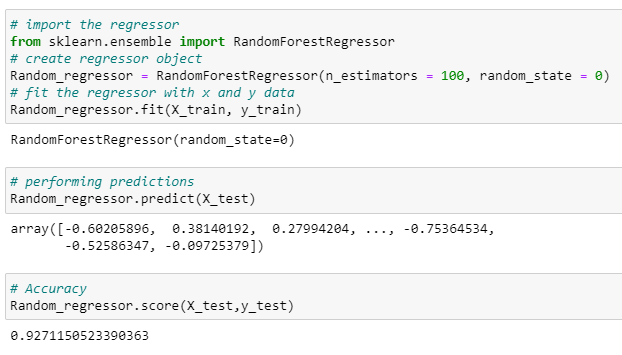 # import the regressor
from sklearn.ensemble import RandomForestRegressor
# create regressor object
Random_regressor = RandomForestRegressor(n_estimators = 100, random_state = 0)
# fit the regressor with x and y data
Random_regressor.fit(X_train, y_train)
RandomForestRegressor(random_state=0)
# performing predictions
Random_regressor.predict(X_test)
array([-0.60205896,  0.38140192,  0.27994204, ..., -0.75364534,
       -0.52586347, -0.09725379])
# Accuracy
Random_regressor.score(X_test,y_test)
0.9271150523390363